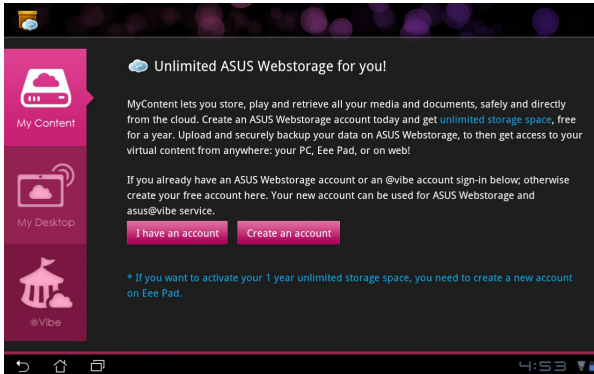 Unlimited ASUS Webstorage for you!
My Content
MyContent lets you store, play and retrieve all your media and documents, safely and directly
from the cloud. Create an ASUS Webstorage account today and get unlimited storage space, free
for a year. Upload and securely backup your data on ASUS Webstorage, to then get access to your
virtual content from anywhere: your PC, Eee Pad, or on web!
If you already have an ASUS Webstorage account or an @vibe account sign-in below; otherwise
create your free account here. Your new account can be used for ASUS Webstorage and
asus@vibe service.
My Desktop
I have an account
Create an account
* If you want to activate your 1 year unlimited storage space, you need to create a new account
on Eee Pad.
@Vibe
4:53